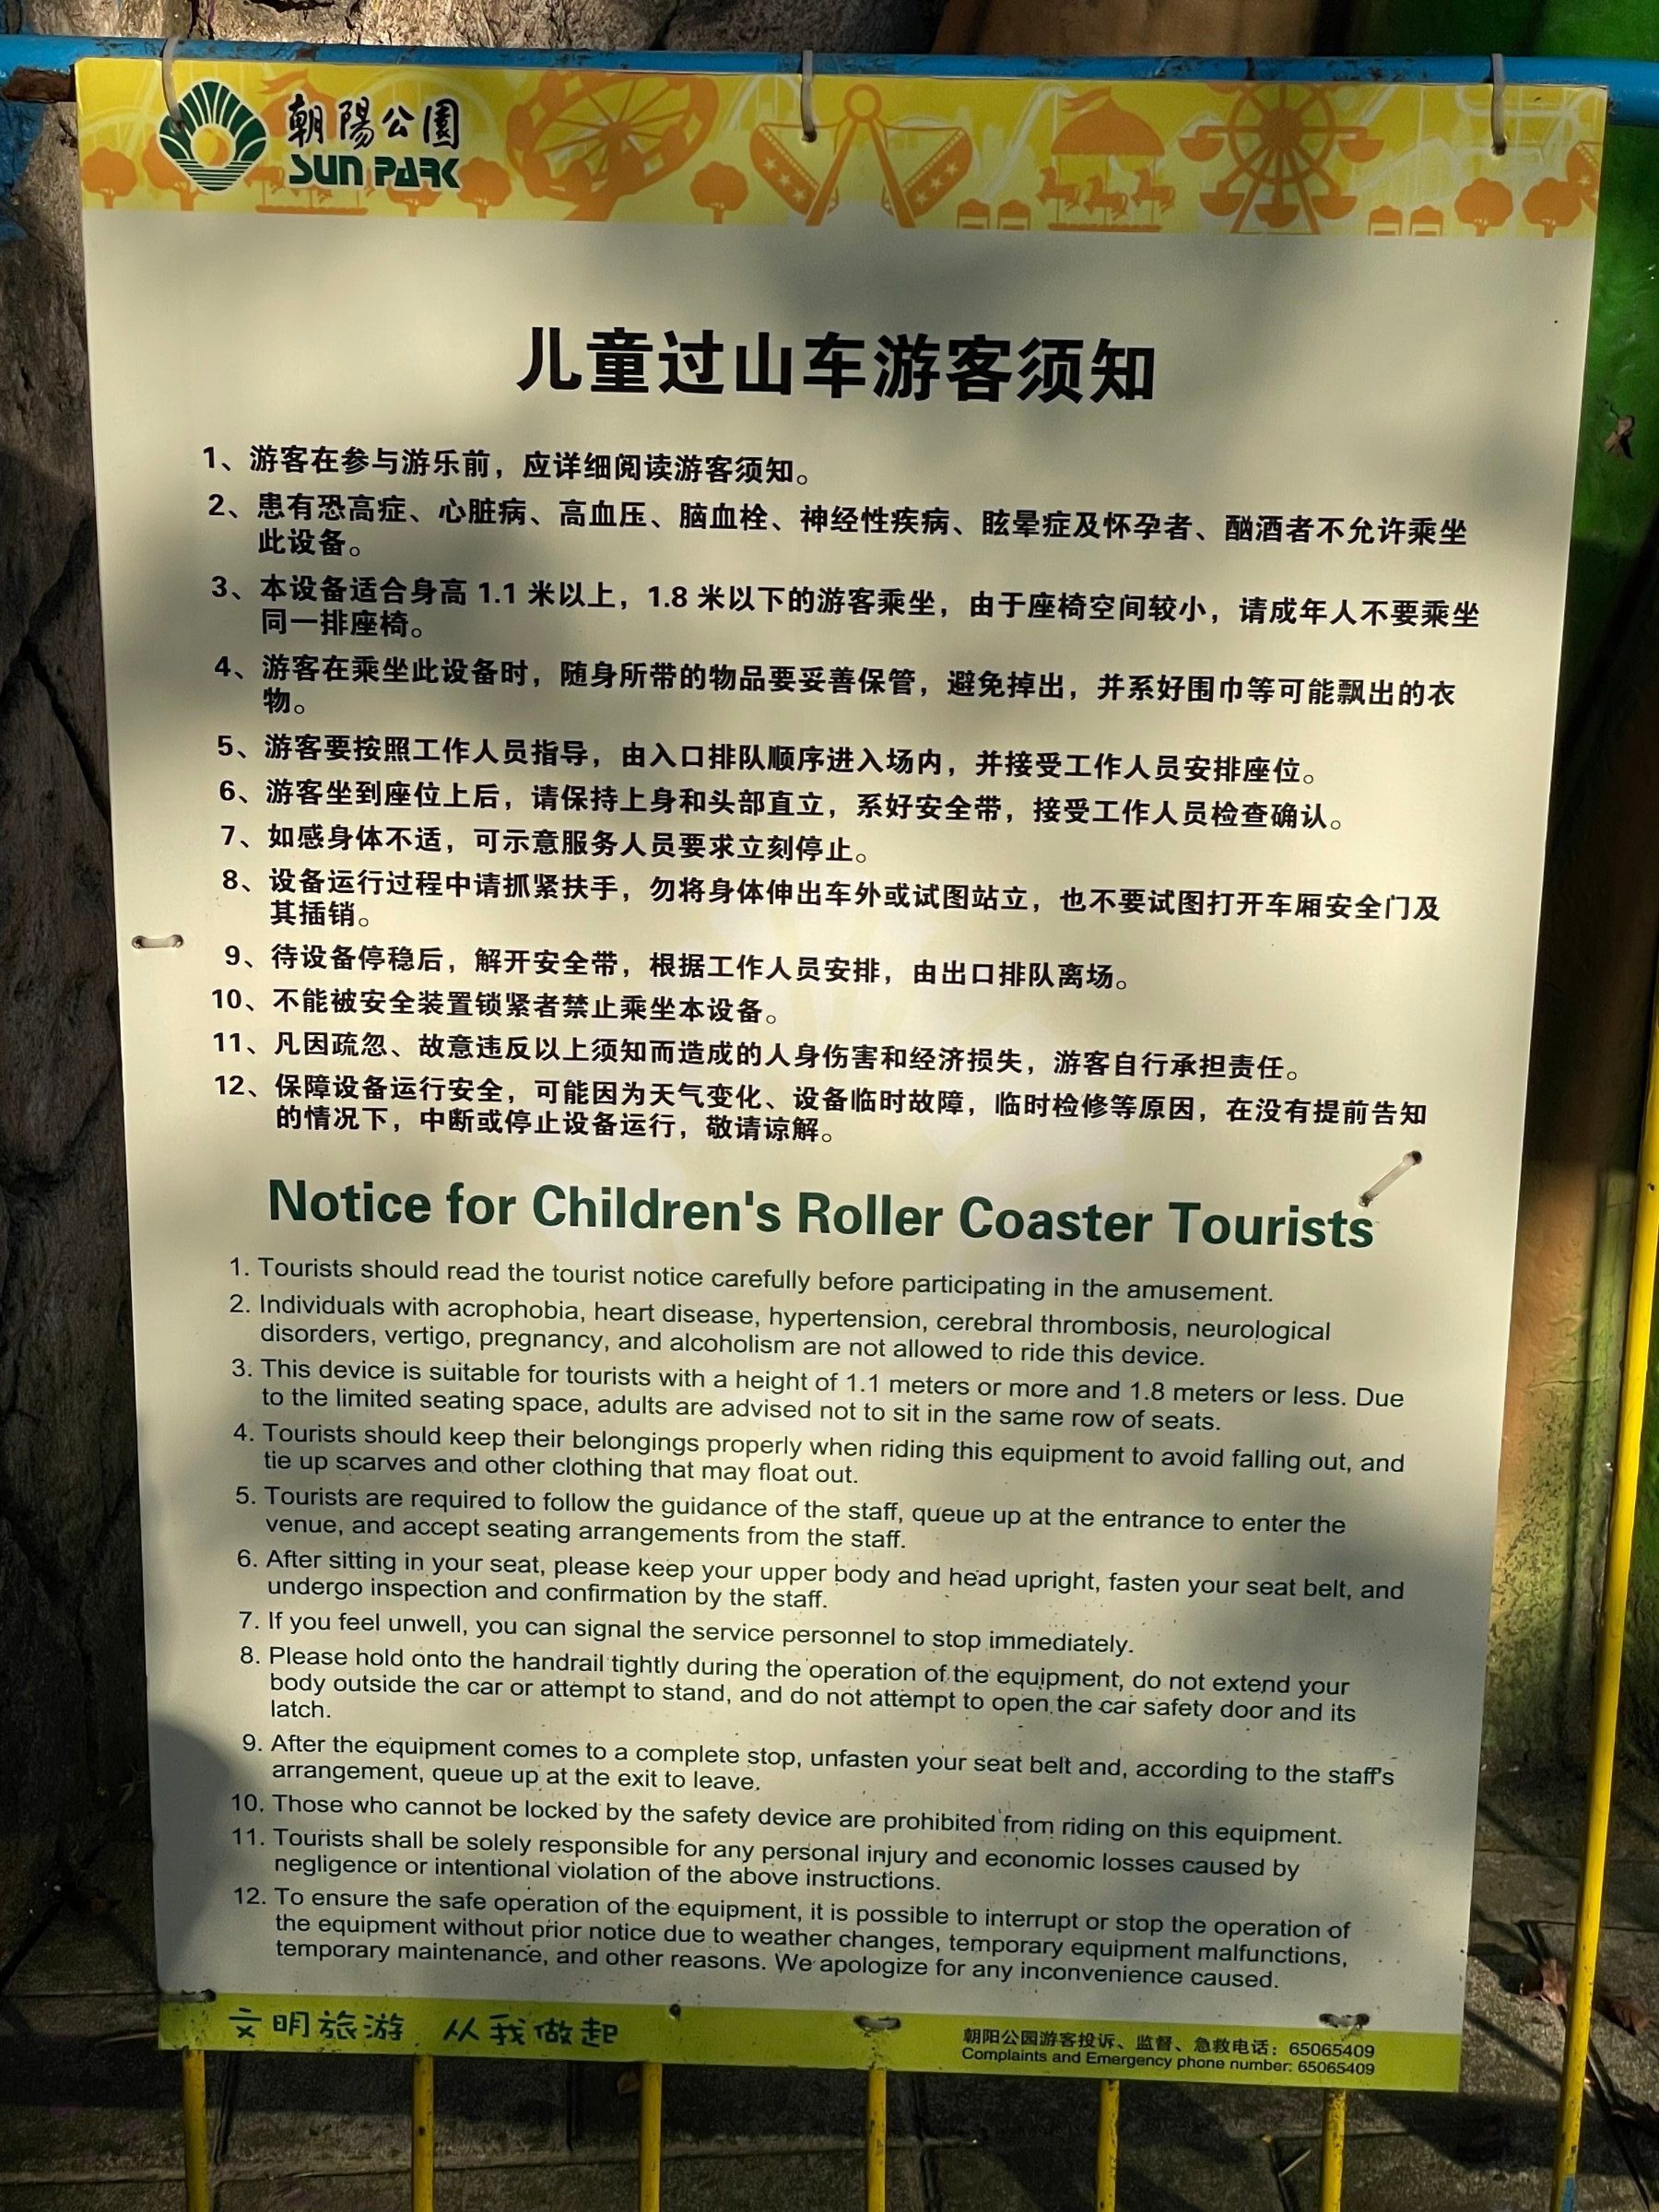 朝陽公園
SUN PARK
儿童过山车游客须知
1、游客在参与游乐前，应详细阅读游客须知。
2、患有恐高症、心脏病、高血压、脑血栓、神经性疾病、眩晕症及怀孕者、酗酒者不允许乘坐
此设备。
3、本设备适合身高 1.1 米以上，1.8 米以下的游客乘坐，由于座椅空间较小，请成年人不要乘坐
同一排座椅。
4、游客在乘坐此设备时，随身所带的物品要妥善保管，避免掉出，并系好围巾等可能飘出的衣
物。
5、游客要按照工作人员指导，由入口排队顺序进入场内，并接受工作人员安排座位。
6、游客坐到座位上后，请保持上身和头部直立，系好安全带，接受工作人员检查确认。
7、如感身体不适，可示意服务人员要求立刻停止。
8、设备运行过程中请抓紧扶手，勿将身体伸出车外或试图站立，也不要试图打开车厢安全门及
其插销。
9、待设备停稳后，解开安全带，根据工作人员安排，由出口排队离场。
10、不能被安全装置锁紧者禁止乘坐本设备。
11、凡因疏忽、故意违反以上须知而造成的人身伤害和经济损失，游客自行承担责任。
12、保障设备运行安全，可能因为天气变化、设备临时故障，临时检修等原因，在没有提前告知
的情况下，中断或停止设备运行，敬请谅解。
Notice for Children's Roller Coaster Tourists
1. Tourists should read the tourist notice carefully before participating in the amusement.
2. Individuals with acrophobia, heart disease, hypertension, cerebral thrombosis, neurological
disorders, vertigo, pregnancy, and alcoholism are not allowed to ride this device.
3. This device is suitable for tourists with a height of 1.1 meters or more and 1.8 meters or less. Due
to the limited seating space, adults are advised not to sit in the same row of seats.
4. Tourists should keep their belongings properly when riding this equipment to avoid falling out, and
tie up scarves and other clothing that may float out.
5. Tourists are required to follow the guidance of the staff, queue up at the entrance to enter the
venue, and accept seating arrangements from the staff.
6. After sitting in your seat, please keep your upper body and head upright, fasten your seat belt, and
undergo inspection and confirmation by the staff.
7. If you feel unwell, you can signal the service personnel to stop immediately.
8. Please hold onto the handrail tightly during the operation of the equipment, do not extend your
body outside the car or attempt to stand, and do not attempt to open the car safety door and its
latch.
9. After the equipment comes to a complete stop, unfasten your seat belt and, according to the staff's
arrangement, queue up at the exit to leave.
10. Those who cannot be locked by the safety device are prohibited from riding on this equipment.
11. Tourists shall be solely responsible for any personal injury and economic losses caused by
negligence or intentional violation of the above instructions.
12. To ensure the safe operation of the equipment, it is possible to interrupt or stop the operation of
the equipment without prior notice due to weather changes, temporary equipment malfunctions,
temporary maintenance, and other reasons. We apologize for any inconvenience caused.
文明旅游 从我做起
朝阳公园游客投诉、监督、急救电话：65065409
Complaints and Emergency phone number: 65065409